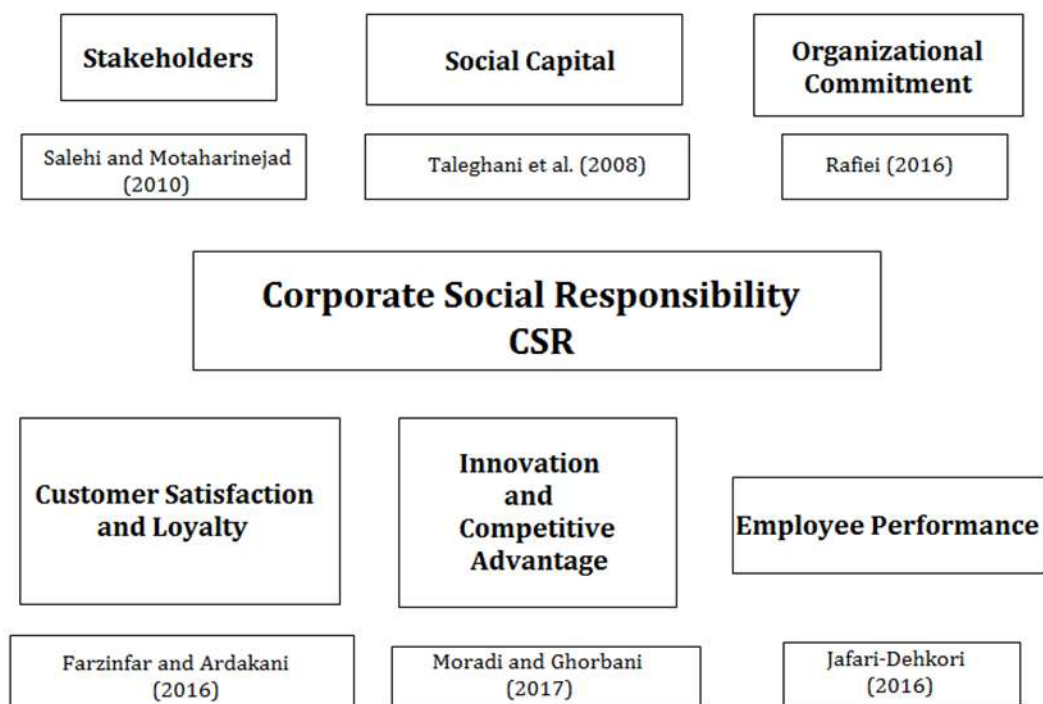 Stakeholders
Social Capital
Organizational
Commitment
Salehi and Motaharinejad
(2010)
Taleghani et al. (2008)
Rafiei (2016)
Corporate Social Responsibility
CSR
Customer Satisfaction
and Loyalty
Innovation
and
Competitive
Advantage
Employee Performance
Farzinfar and Ardakani
(2016)
Moradi and Ghorbani
(2017)
Jafari-Dehkori
(2016)